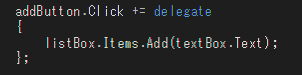 addButton.Click += delegate
{
listBox.Items.Add(textBox.Text);
};